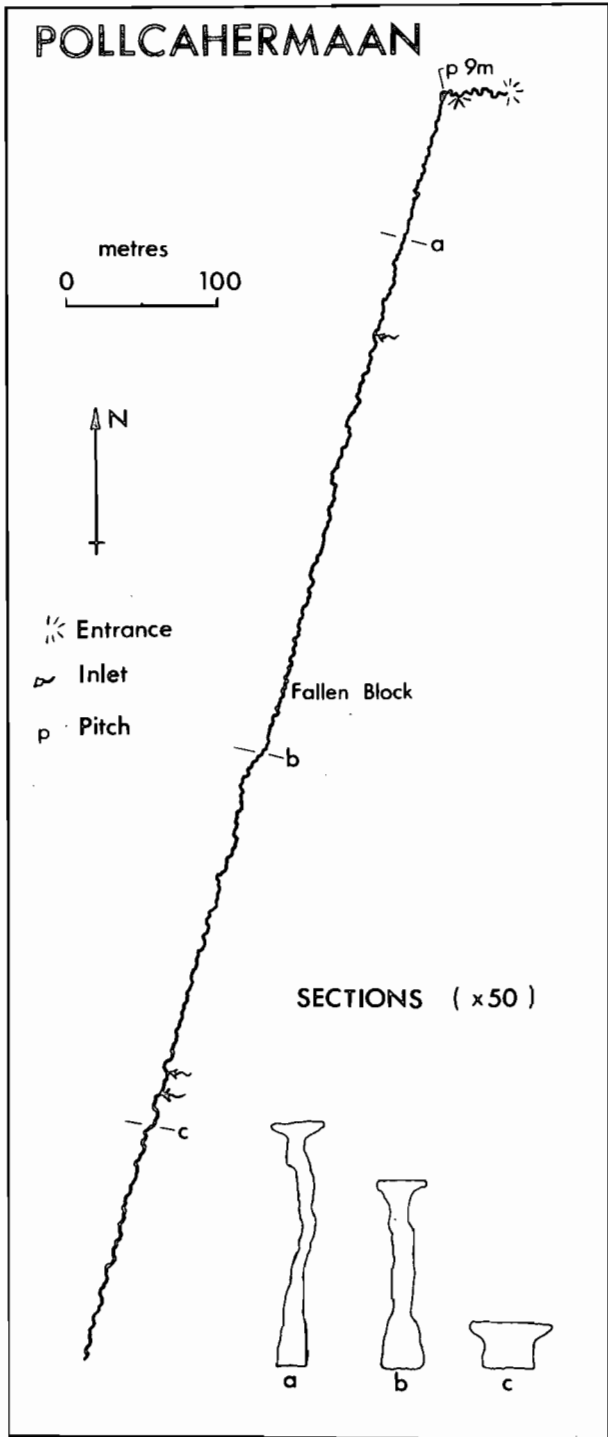 POLLCAHERMAAN
p 9m
a
metres
0 100
N
Entrance
Inlet
p Pitch
Fallen Block
b
SECTIONS ( x50 )
c
a b c